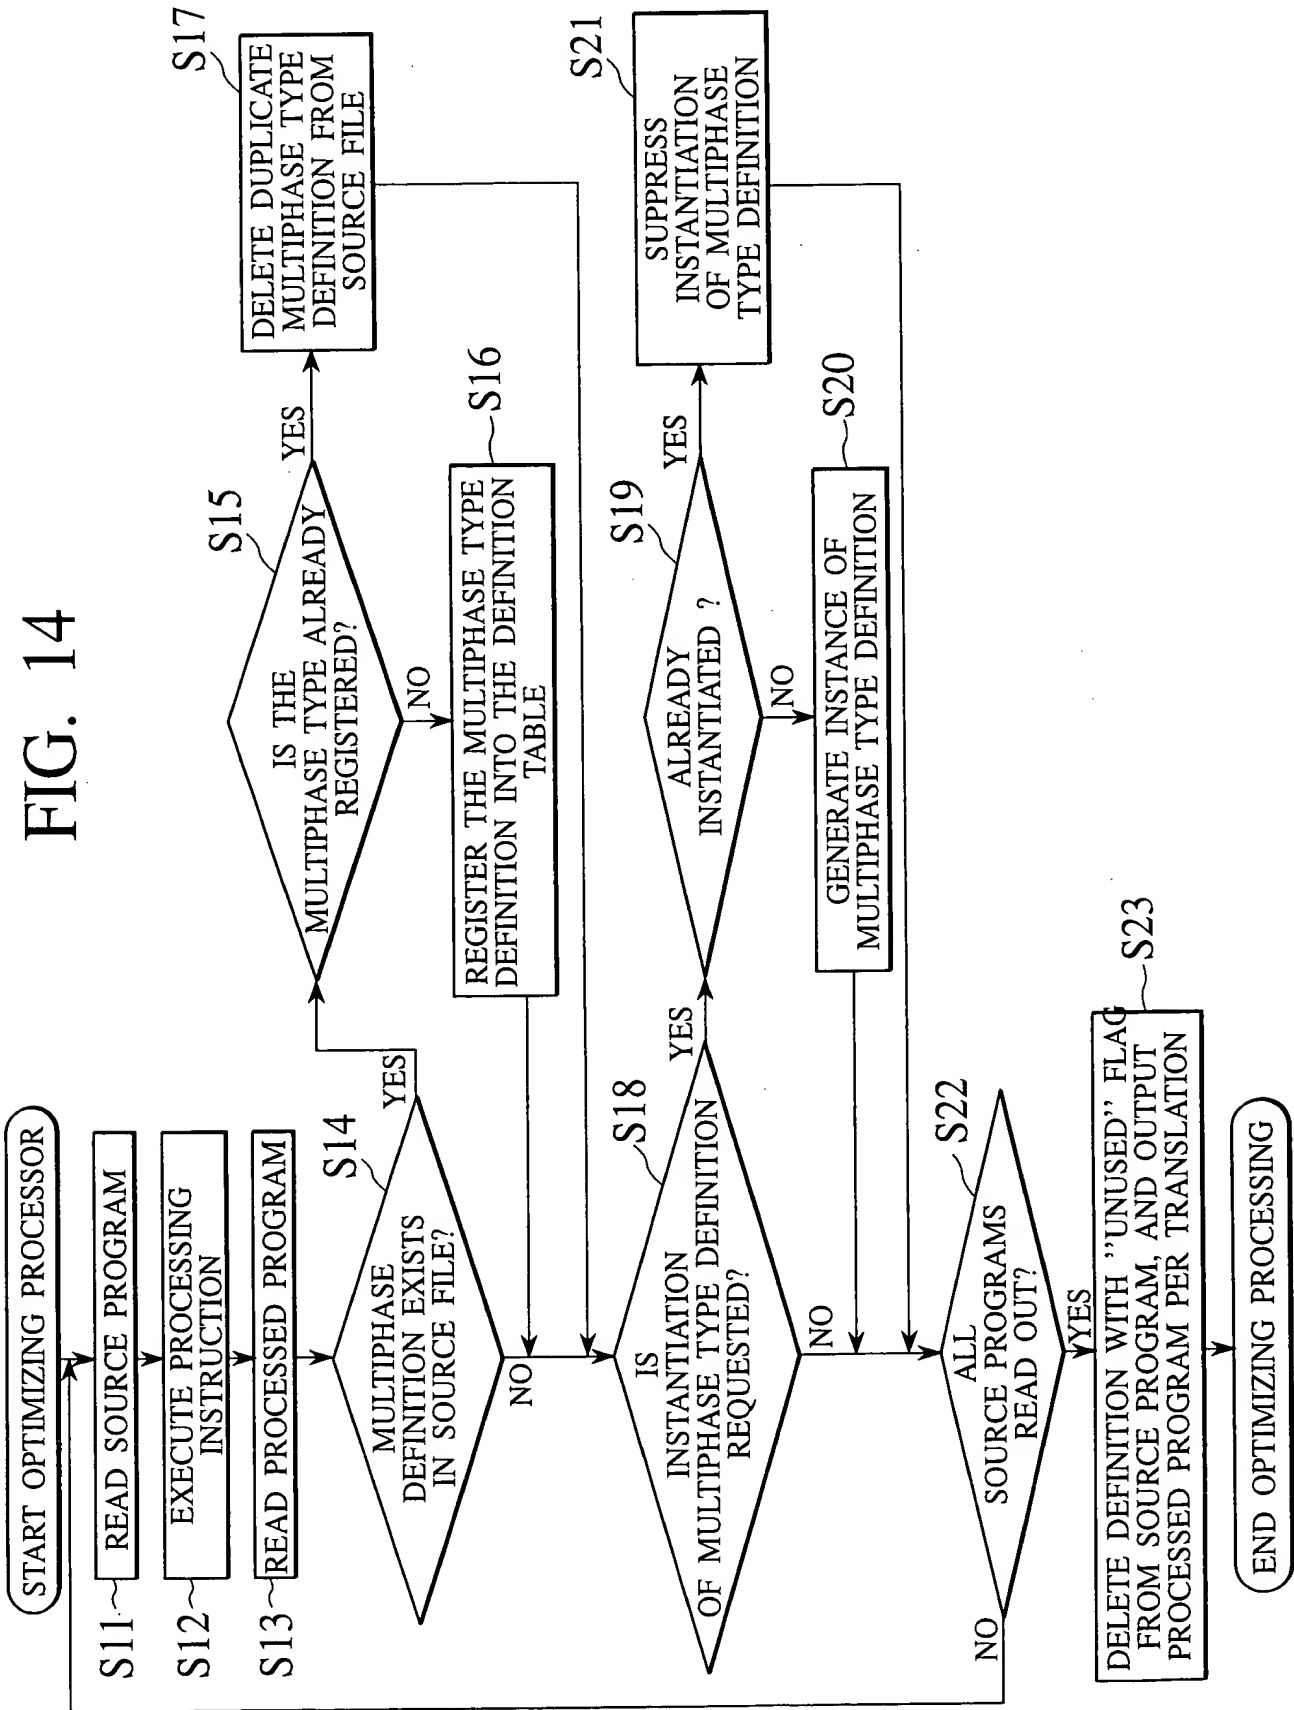 FIG. 14
START OPTIMIZING PROCESSOR
S11
READ SOURCE PROGRAM
S12
EXECUTE PROCESSING
INSTRUCTION
S13
READ PROCESSED PROGRAM
S14
MULTIPHASE
DEFINITION EXISTS
IN SOURCE FILE?
YES
NO
S15
IS THE
MULTIPHASE TYPE ALREADY
REGISTERED?
YES
NO
S17
DELETE DUPLICATE
MULTIPHASE TYPE
DEFINITION FROM
SOURCE FILE
S16
REGISTER THE MULTIPHASE TYPE
DEFINITION INTO THE DEFINITION
TABLE
S18
IS
INSTANTIATION
OF MULTIPHASE TYPE DEFINITION
REQUESTED?
YES
NO
S19
ALREADY
INSTANTIATED ?
YES
NO
S21
SUPPRESS
INSTANTIATION
OF MULTIPHASE
TYPE DEFINITION
S20
GENERATE INSTANCE OF
MULTIPHASE TYPE DEFINITION
S22
ALL
SOURCE PROGRAMS
READ OUT?
NO
YES
S23
DELETE DEFINITION WITH "UNUSED" FLAG
FROM SOURCE PROGRAM, AND OUTPUT
PROCESSED PROGRAM PER TRANSLATION
END OPTIMIZING PROCESSING